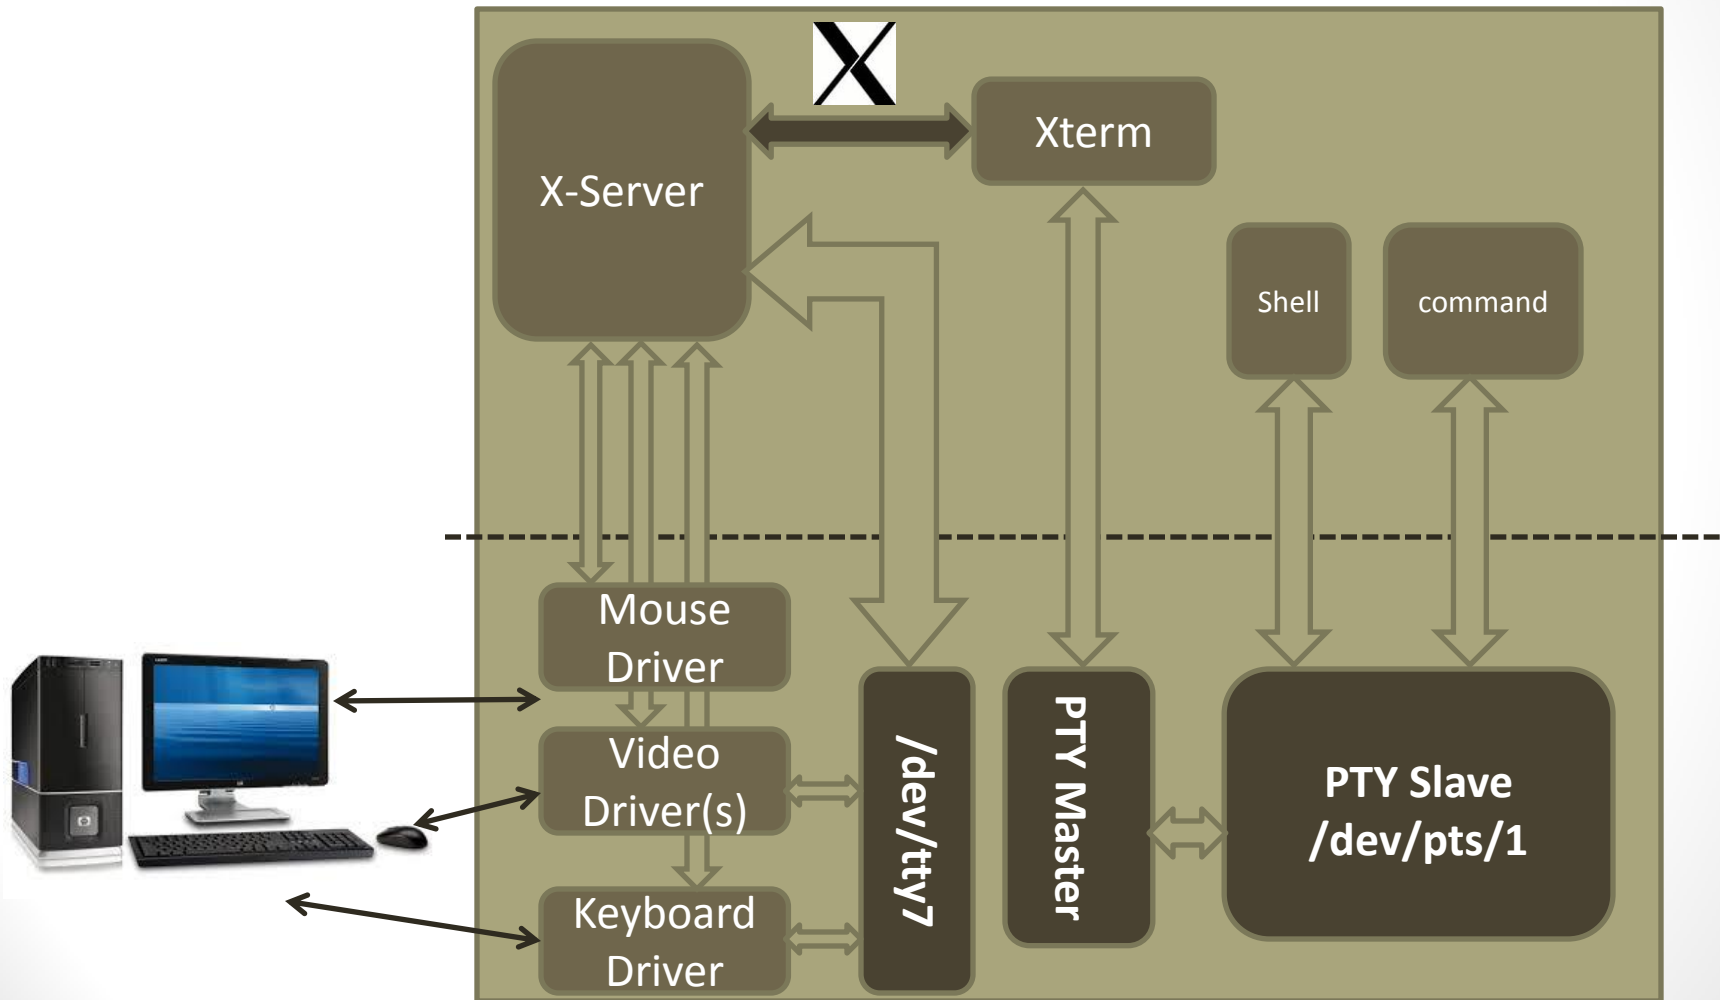 X
X-Server
Xterm
Shell
command
Mouse
Driver
Video
Driver(s)
Keyboard
Driver
/dev/tty7
PTY Master
PTY Slave
/dev/pts/1